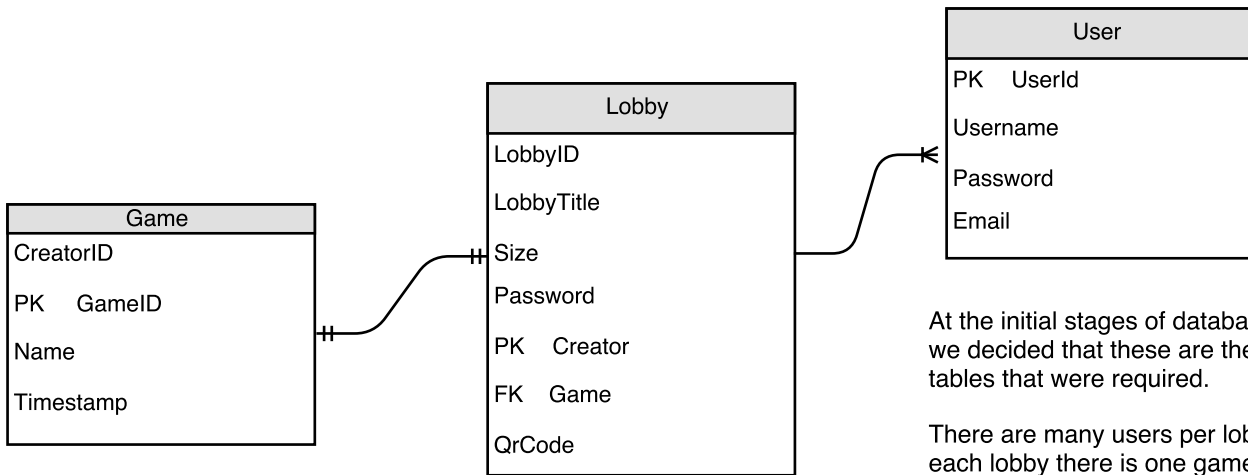 Game
CreatorID
PK GameID
Name
Timestamp
Lobby
LobbyID
LobbyTitle
Size
Password
PK Creator
FK Game
QrCode
User
PK UserId
Username
Password
Email
At the initial stages of databa
we decided that these are the
tables that were required.
There are many users per lob
each lobby there is one game